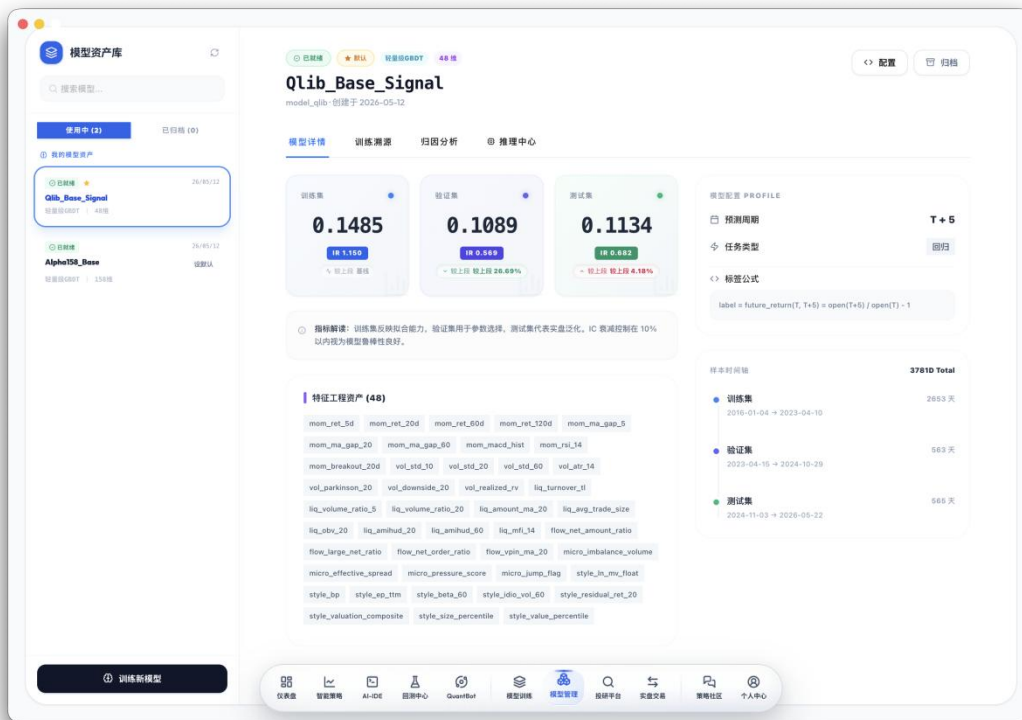 模型资产库
搜索模型...
使用中 (2) 已归档 (0)
我的模型资产
已就绪 26/05/12
Qlib_Base_Signal
轻量级GBDT | 48维
已就绪 26/05/12
Alpha158_Base 设默认
轻量级GBDT | 158维
训练新模型
已就绪 默认 轻量级GBDT 48 维
Qlib_Base_Signal
model_qlib · 创建于 2026-05-12
配置 归档
模型详情 训练溯源 归因分析 推理中心
训练集
0.1485
IR 1.150
较上段 基线
验证集
0.1089
IR 0.569
较上段 较上段 26.69%
测试集
0.1134
IR 0.682
较上段 较上段 4.18%
指标解读：训练集反映拟合能力，验证集用于参数选择，测试集代表实盘泛化。IC 衰减控制在 10%
以内视为模型鲁棒性良好。
特征工程资产 (48)
mom_ret_5d mom_ret_20d mom_ret_60d mom_ret_120d mom_ma_gap_5
mom_ma_gap_20 mom_ma_gap_60 mom_macd_hist mom_rsi_14
mom_breakout_20d vol_std_10 vol_std_20 vol_std_60 vol_atr_14
vol_parkinson_20 vol_downside_20 vol_realized_rv liq_turnover_tl
liq_volume_ratio_5 liq_volume_ratio_20 liq_amount_ma_20 liq_avg_trade_size
liq_obv_20 liq_amihud_20 liq_amihud_60 liq_mfi_14 flow_net_amount_ratio
flow_large_net_ratio flow_net_order_ratio flow_vpin_ma_20 micro_imbalance_volume
micro_effective_spread micro_pressure_score micro_jump_flag style_ln_mv_float
style_bp style_ep_ttm style_beta_60 style_idio_vol_60 style_residual_ret_20
style_valuation_composite style_size_percentile style_value_percentile
模型配置 PROFILE
预测周期 T + 5
任务类型 回归
标签公式
label = future_return(T, T+5) = open(T+5) / open(T) - 1
样本时间轴 3781D Total
训练集 2653 天
2016-01-04 → 2023-04-10
验证集 563 天
2023-04-15 → 2024-10-29
测试集 565 天
2024-11-03 → 2026-05-22
仪表盘 智能策略 AI-IDE 回测中心 QuantBot 模型训练 模型管理 投研平台 实盘交易 策略社区 个人中心